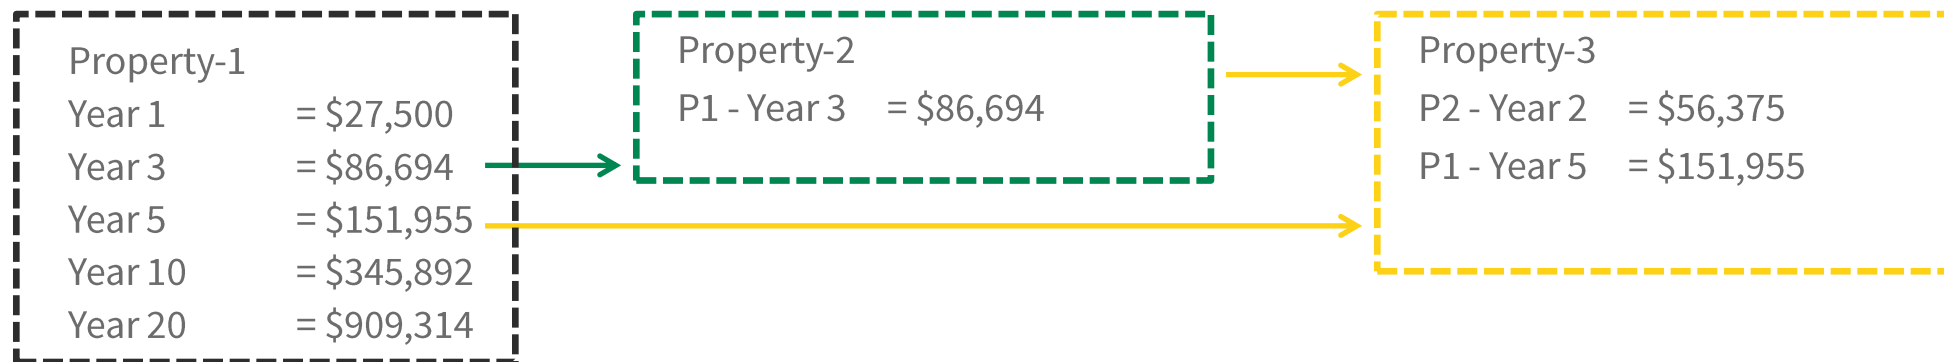 Property-1
Year 1 = $27,500
Year 3 = $86,694
Year 5 = $151,955
Year 10 = $345,892
Year 20 = $909,314
Property-2
P1 - Year 3 = $86,694
Property-3
P2 - Year 2 = $56,375
P1 - Year 5 = $151,955